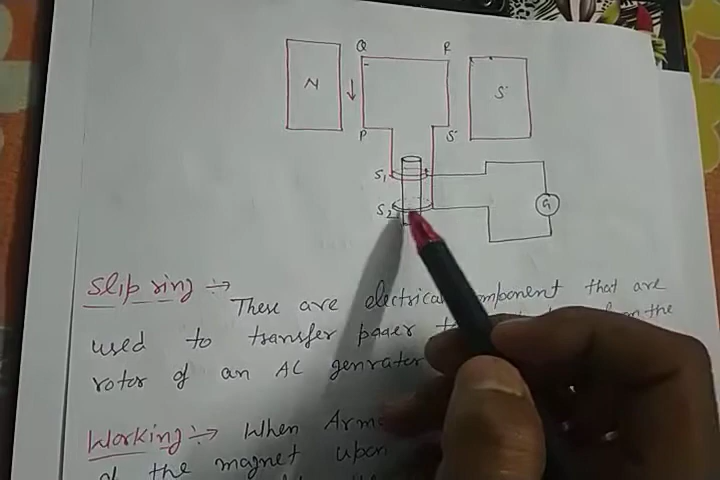 Q R
N S
P S
S1
S2 G
Slip ring :→
These are electrical component that are
used to transfer power the
rotor of an AC genrator
Working :→ When Arm
of the magnet upon